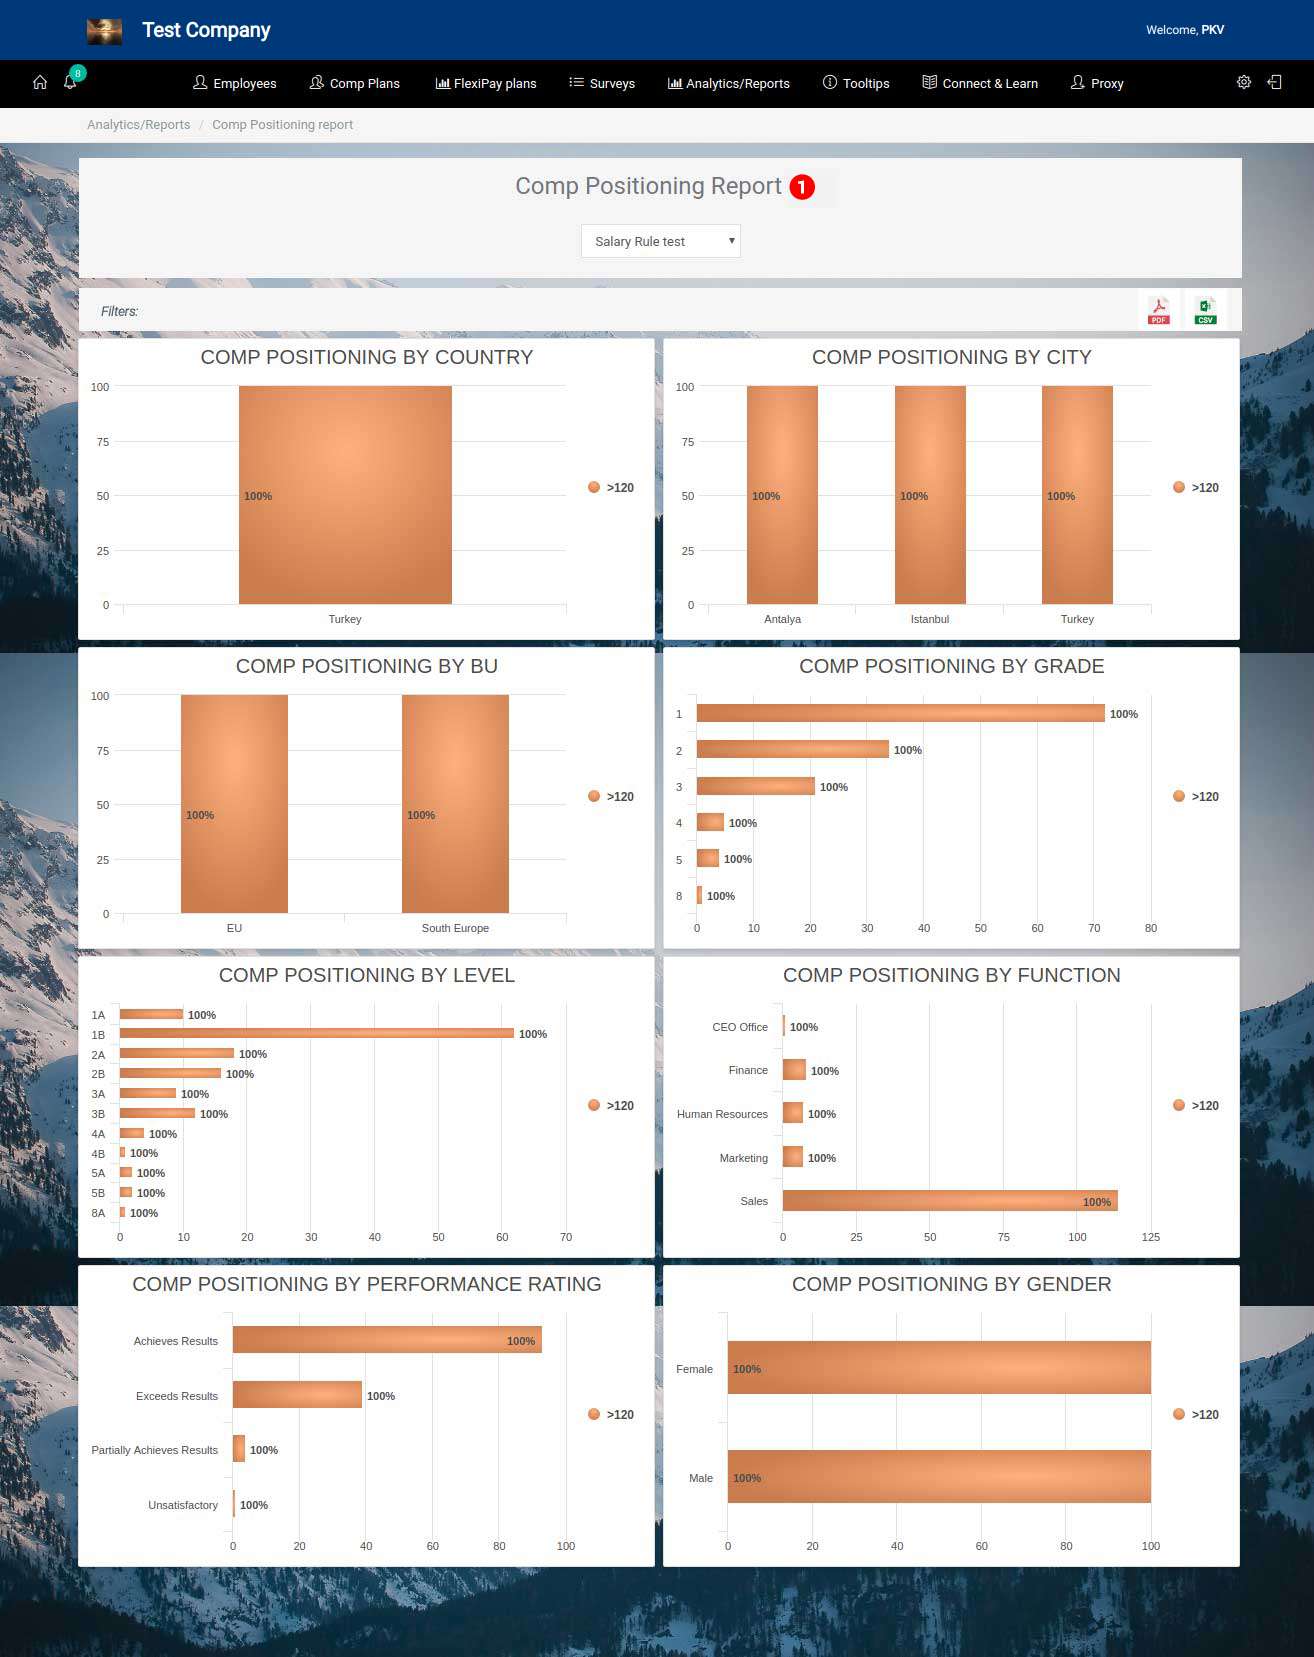 Test Company
Welcome, PKV
8
Employees
Comp Plans
FlexiPay plans
Surveys
Analytics/Reports
Tooltips
Connect & Learn
Proxy
Analytics/Reports / Comp Positioning report
Comp Positioning Report 1
Salary Rule test
Filters:
PDF
CSV
COMP POSITIONING BY COUNTRY
100
75
50
25
0
100%
Turkey
>120
COMP POSITIONING BY CITY
100
75
50
25
0
100% 100% 100%
Antalya Istanbul Turkey
>120
COMP POSITIONING BY BU
100
75
50
25
0
100% 100%
EU South Europe
>120
COMP POSITIONING BY GRADE
1 100%
2 100%
3 100%
4 100%
5 100%
8 100%
0 10 20 30 40 50 60 70 80
>120
COMP POSITIONING BY LEVEL
1A 100%
1B 100%
2A 100%
2B 100%
3A 100%
3B 100%
4A 100%
4B 100%
5A 100%
5B 100%
8A 100%
0 10 20 30 40 50 60 70
>120
COMP POSITIONING BY FUNCTION
CEO Office 100%
Finance 100%
Human Resources 100%
Marketing 100%
Sales 100%
0 25 50 75 100 125
>120
COMP POSITIONING BY PERFORMANCE RATING
Achieves Results 100%
Exceeds Results 100%
Partially Achieves Results 100%
Unsatisfactory 100%
0 20 40 60 80 100
>120
COMP POSITIONING BY GENDER
Female 100%
Male 100%
0 20 40 60 80 100
>120